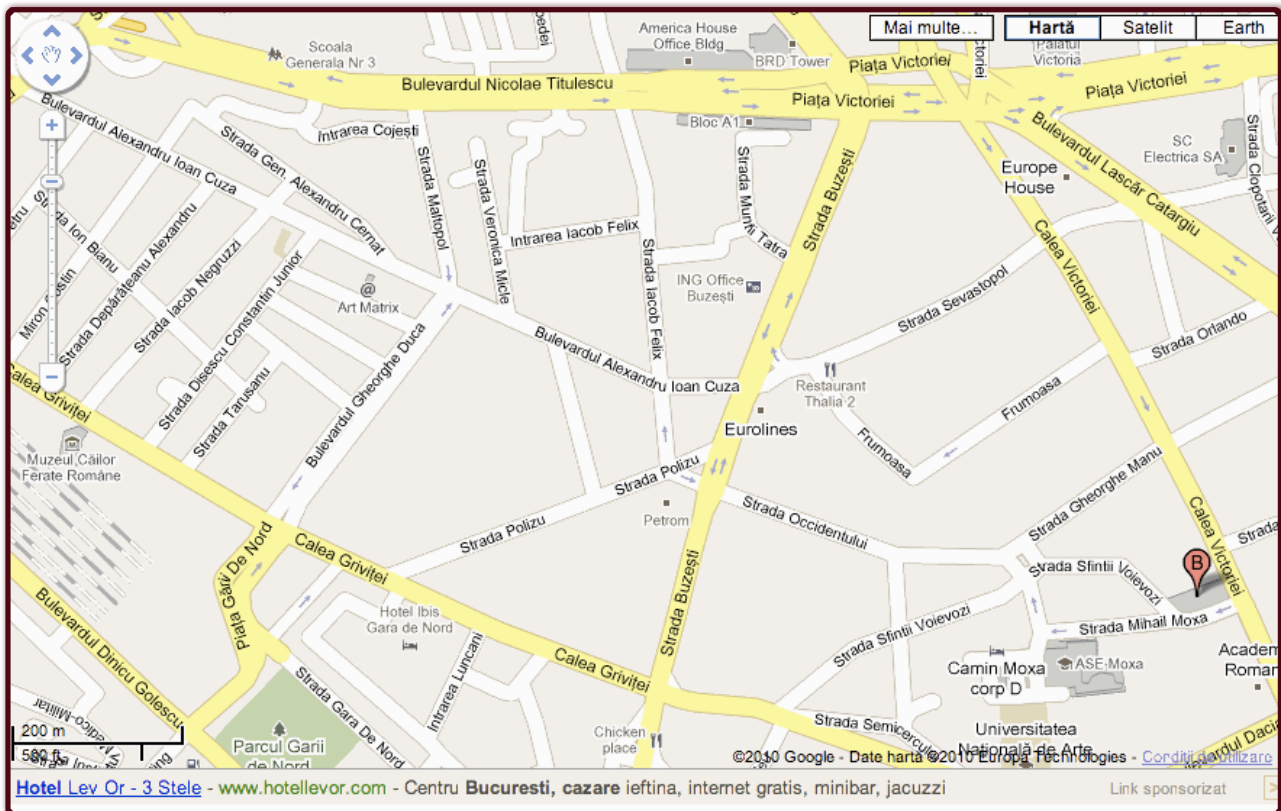 Mai multe...
Hartă
Satelit
Earth
Scoala
Generala Nr 3
America House
Office Bldg
BRD Tower
Piața Victoriei
Palatul
Victoria
Bulevardul Nicolae Titulescu
Piața Victoriei
Piața Victoriei
Bloc A1
Bulevardul Alexandru Ioan Cuza
Intrarea Cojești
Strada Gen. Alexandru Cernat
Strada Maltopol
Strada Veronica Micle
Strada Munții Tatra
Strada Buzești
Europe
House
SC
Electrica SA
Bulevardul Lascăr Catargiu
Strada Clopotarii
Strada Ion Bianu
Intrarea Iacob Felix
Strada Iacob Felix
Calea Victoriei
Strada Depărățeanu Alexandru
Strada Iacob Negruzzi
Strada Disescu Constantin Junior
Art Matrix
ING Office
Buzești
Strada Sevastopol
Bulevardul Gheorghe Duca
Bulevardul Alexandru Ioan Cuza
Restaurant
Thalia 2
Strada Orlando
Frumoasa
Frumoasa
Eurolines
Calea Griviței
Strada Tarusanu
Muzeul Căilor
Ferate Române
Strada Polizu
Strada Polizu
Petrom
Strada Occidentului
Strada Gheorghe Manu
Calea Victoriei
Calea Griviței
Piața Gării De Nord
Strada Sfintii Voievozi
B
Strada Mihail Moxa
Strada Sfintii Voievozi
Hotel Ibis
Gara de Nord
Strada Buzești
Bulevardul Dinicu Golescu
Intrarea Luncani
Calea Griviței
Camin Moxa
corp D
ASE Moxa
Strada Gara De Nord
Parcul Garii
de Nord
Chicken
place
Universitatea
Națională de Arte
200 m
500 ft
©2010 Google - Date hartă ©2010 Europa Technologies - Condiții de utilizare
Hotel Lev Or - 3 Stele - www.hotellevor.com - Centru Bucuresti, cazare ieftina, internet gratis, minibar, jacuzzi
Link sponsorizat